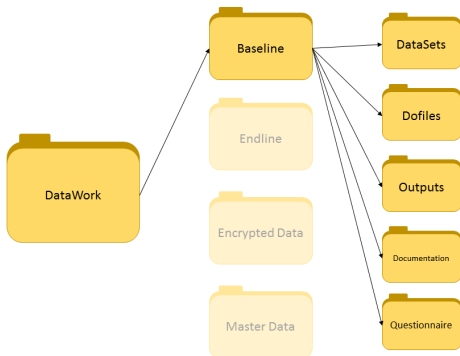 DataWork
Baseline
Endline
Encrypted Data
Master Data
DataSets
Dofiles
Outputs
Documentation
Questionnaire